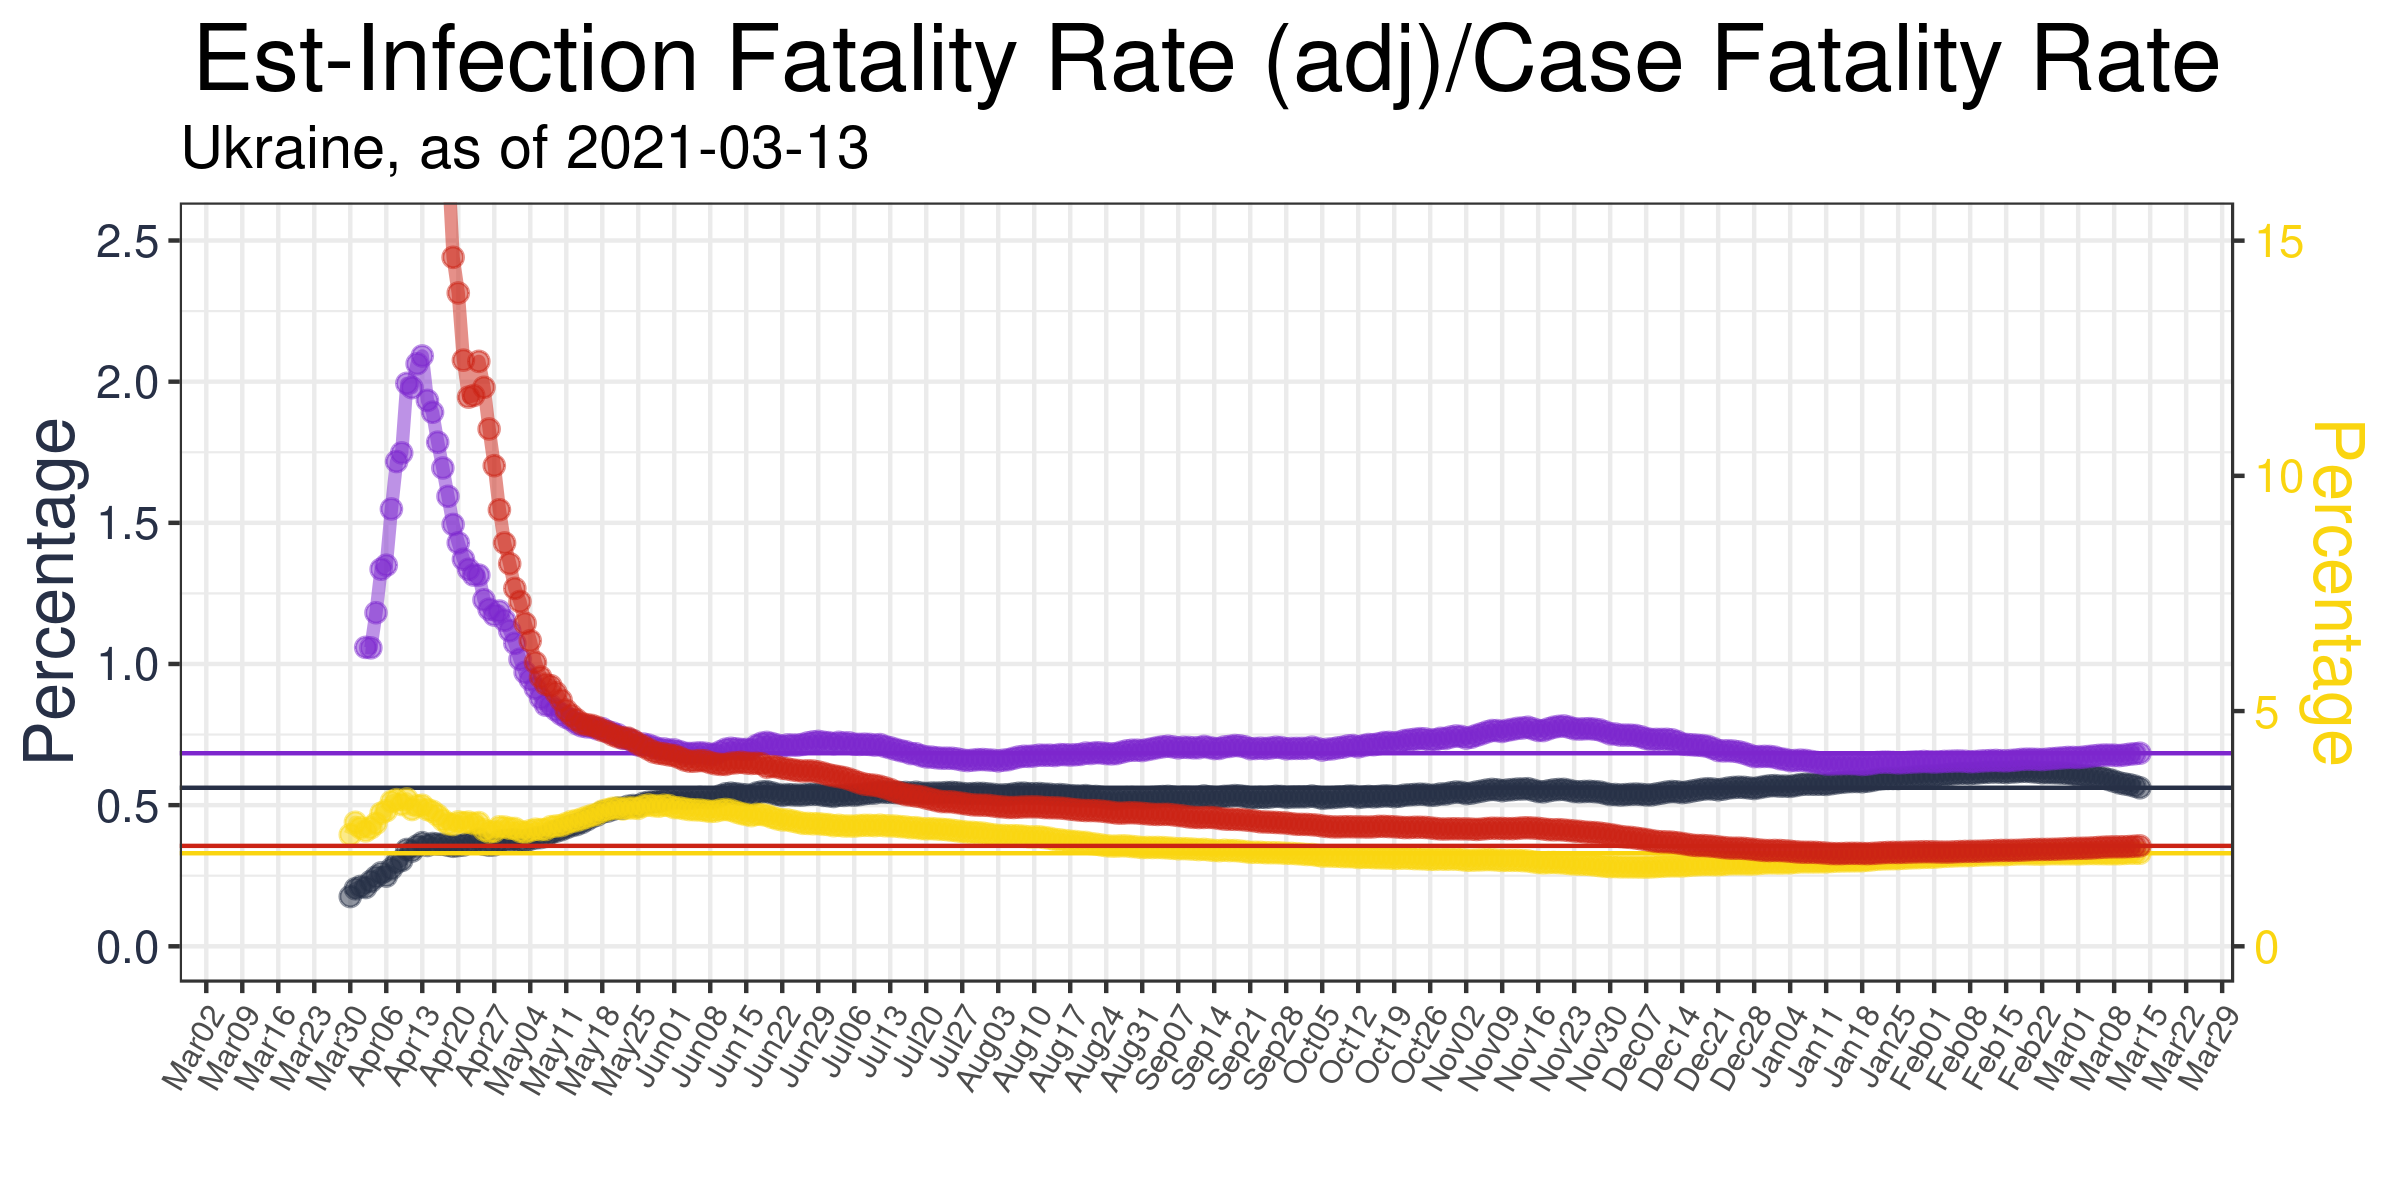 Est-Infection Fatality Rate (adj)/Case Fatality Rate
Ukraine, as of 2021-03-13
Percentage
2.5
2.0
1.5
1.0
0.5
0.0
15
10
5
0
Percentage
Mar02
Mar09
Mar16
Mar23
Mar30
Apr06
Apr13
Apr20
Apr27
May04
May11
May18
May25
Jun01
Jun08
Jun15
Jun22
Jun29
Jul06
Jul13
Jul20
Jul27
Aug03
Aug10
Aug17
Aug24
Aug31
Sep07
Sep14
Sep21
Sep28
Oct05
Oct12
Oct19
Oct26
Nov02
Nov09
Nov16
Nov23
Nov30
Dec07
Dec14
Dec21
Dec28
Jan04
Jan11
Jan18
Jan25
Feb01
Feb08
Feb15
Feb22
Mar01
Mar08
Mar15
Mar22
Mar29